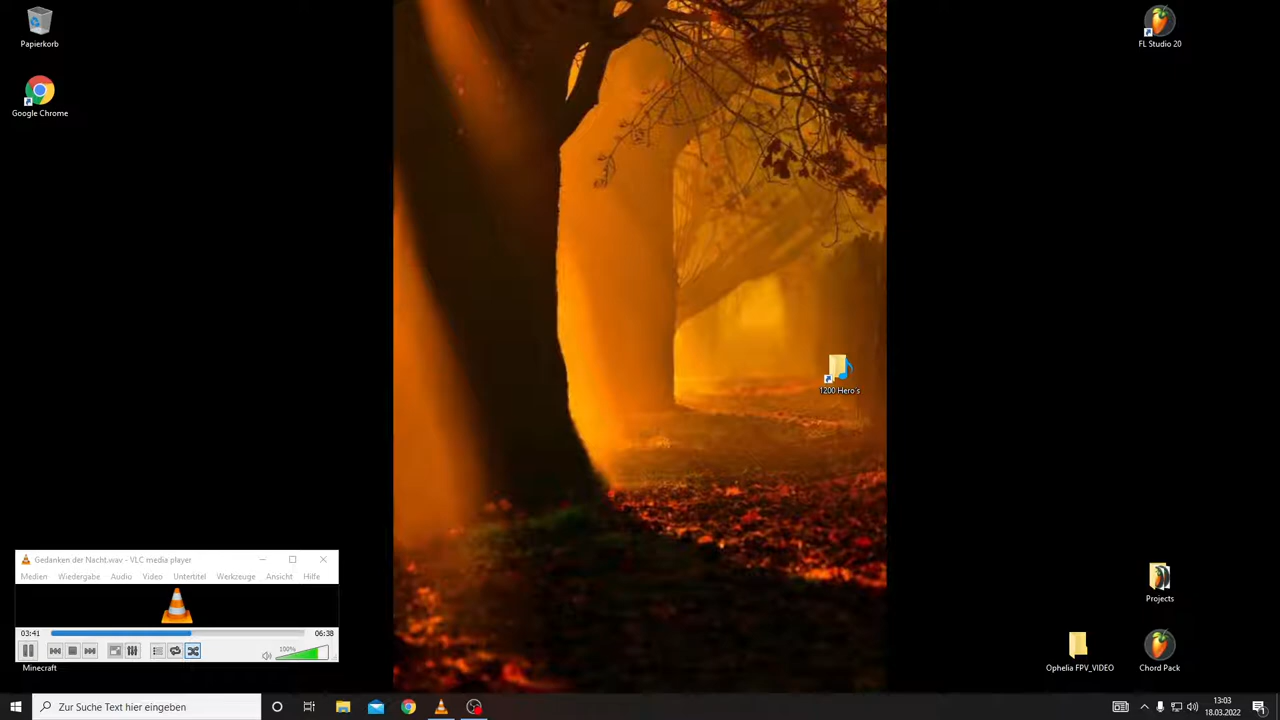 Papierkorb
Google Chrome
FL Studio 20
1200 Hero's
Projects
Ophelia FPV_VIDEO
Chord Pack
Gedanken der Nacht.wav - VLC media player
Medien Wiedergabe Audio Video Untertitel Werkzeuge Ansicht Hilfe
03:41
06:38
100%
Minecraft
Zur Suche Text hier eingeben
13:03
18.03.2022
1